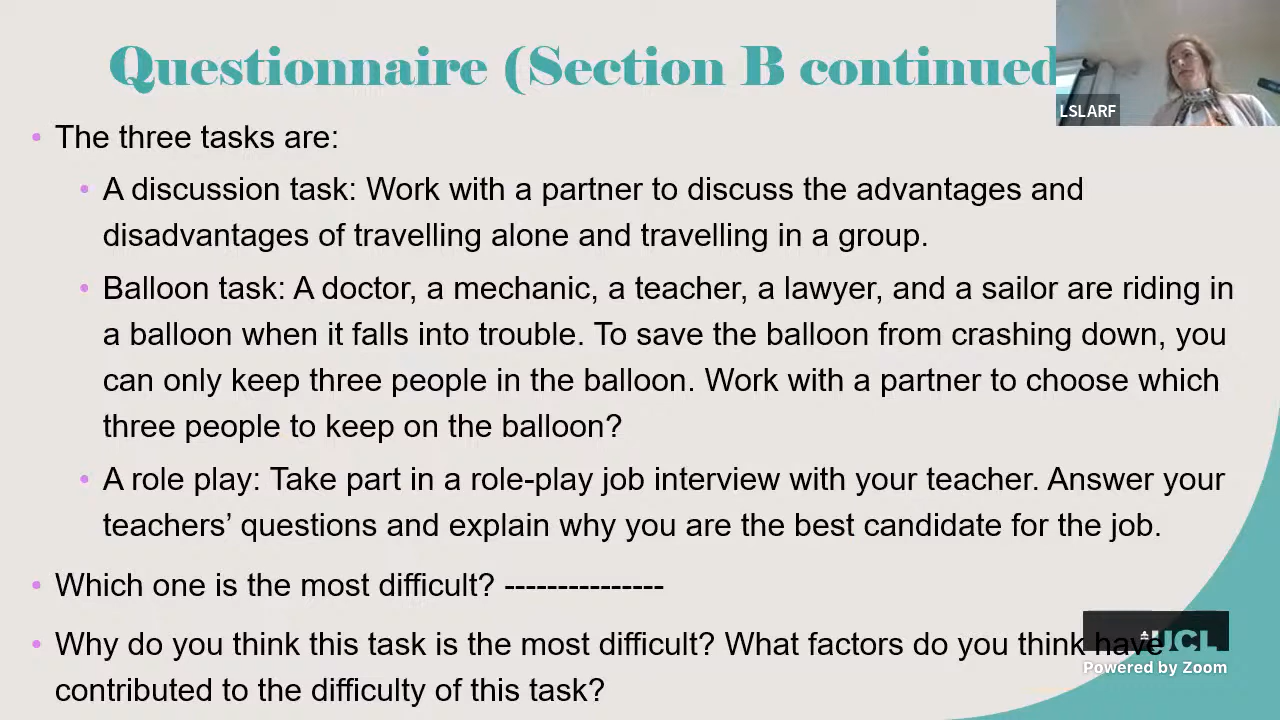 Questionnaire (Section B continued
LSLARF
• The three tasks are:
• A discussion task: Work with a partner to discuss the advantages and
disadvantages of travelling alone and travelling in a group.
• Balloon task: A doctor, a mechanic, a teacher, a lawyer, and a sailor are riding in
a balloon when it falls into trouble. To save the balloon from crashing down, you
can only keep three people in the balloon. Work with a partner to choose which
three people to keep on the balloon?
• A role play: Take part in a role-play job interview with your teacher. Answer your
teachers’ questions and explain why you are the best candidate for the job.
• Which one is the most difficult? ---------------
• Why do you think this task is the most difficult? What factors do you think have
contributed to the difficulty of this task?
UCL
Powered by Zoom